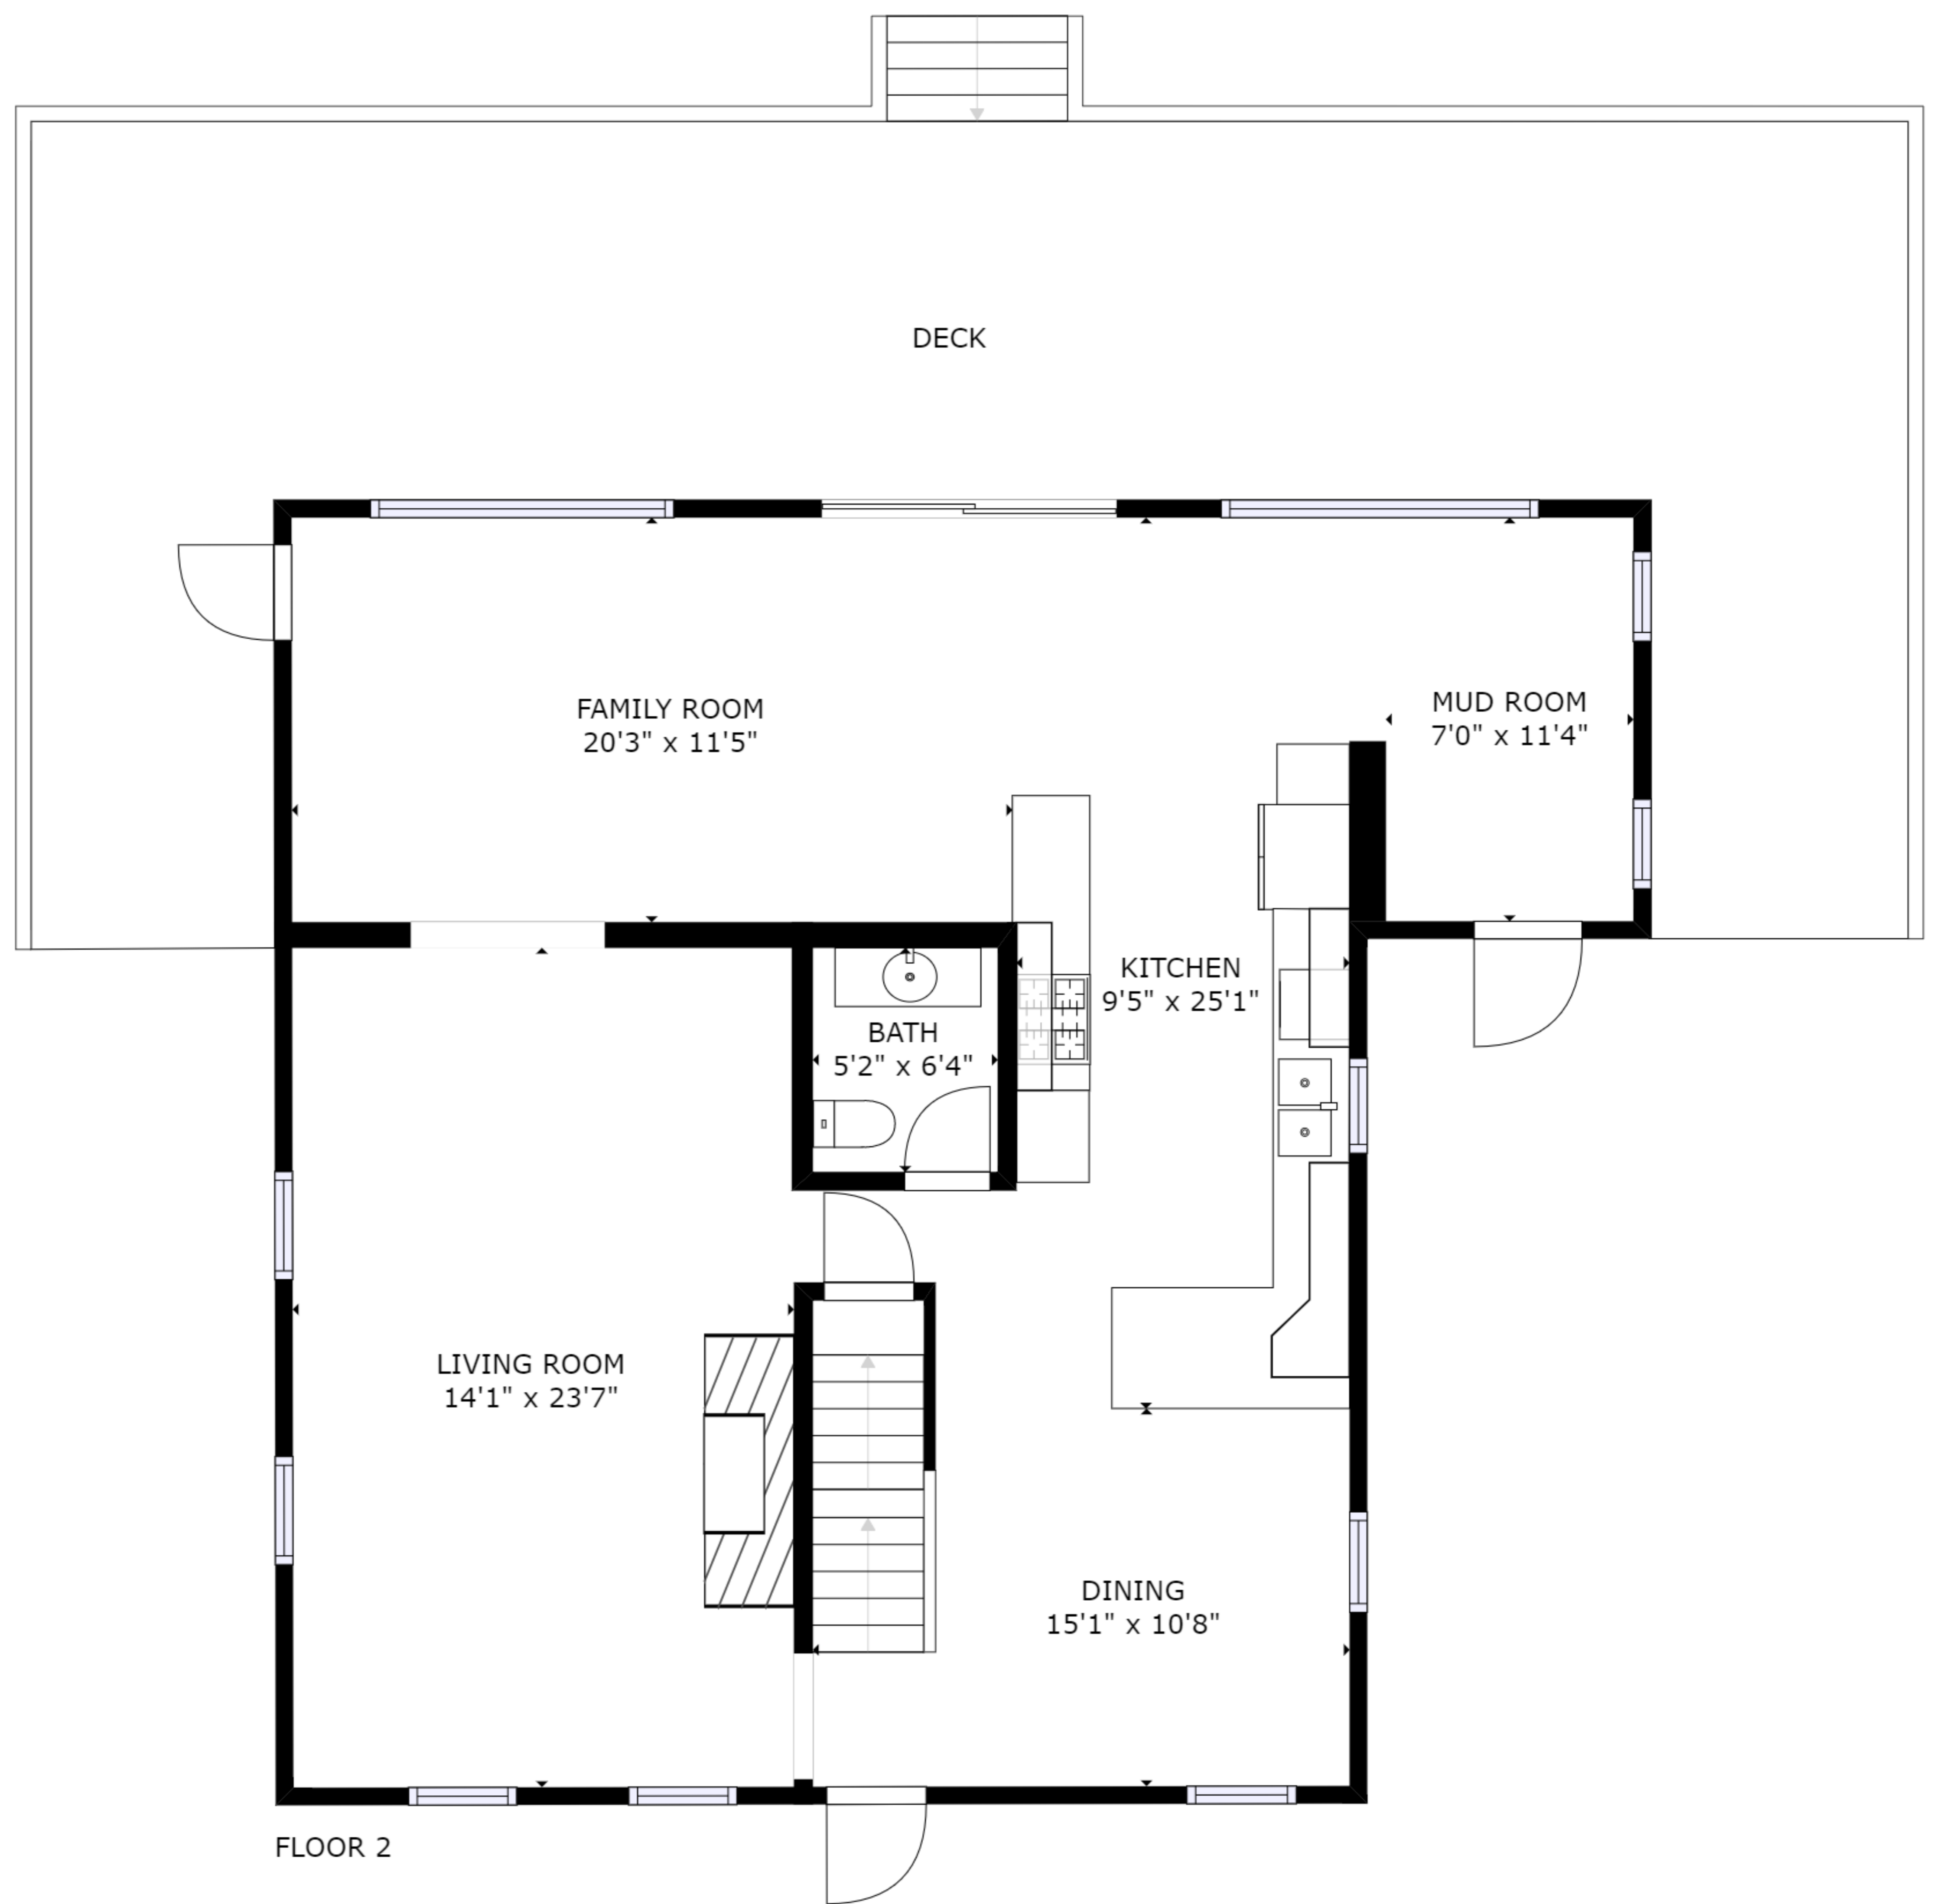 DECK
FAMILY ROOM
20'3" x 11'5"
MUD ROOM
7'0" x 11'4"
KITCHEN
9'5" x 25'1"
BATH
5'2" x 6'4"
LIVING ROOM
14'1" x 23'7"
DINING
15'1" x 10'8"
FLOOR 2